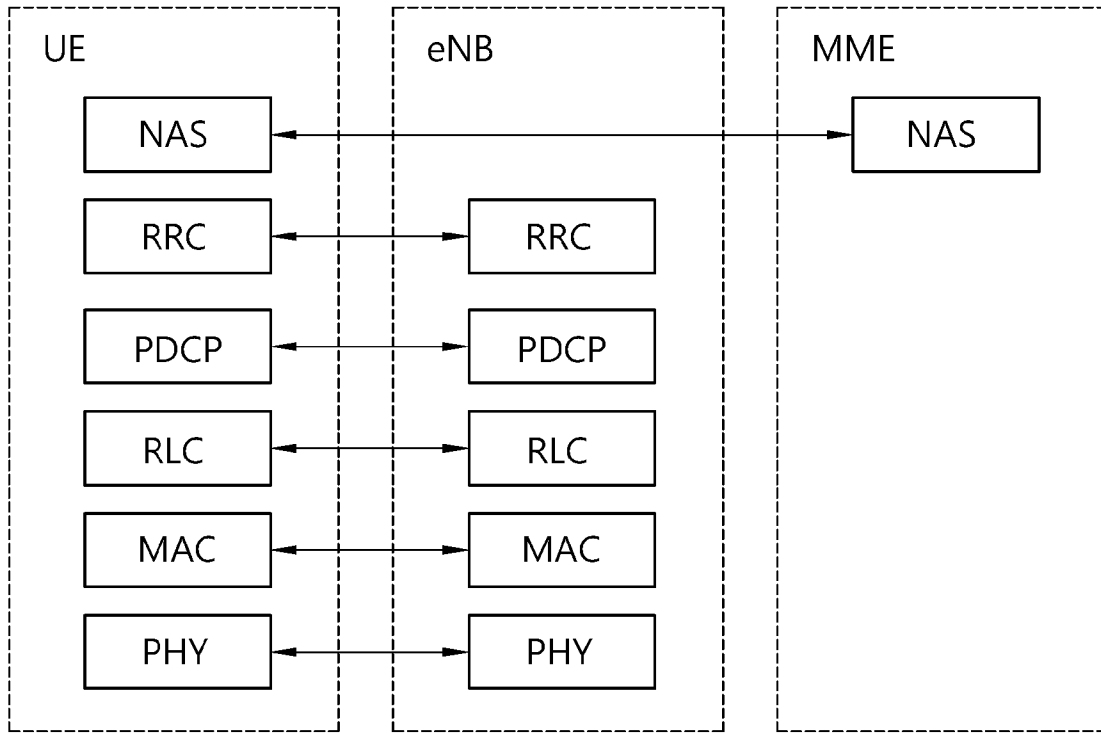 UE
eNB
MME
NAS
NAS
RRC
RRC
PDCP
PDCP
RLC
RLC
MAC
MAC
PHY
PHY